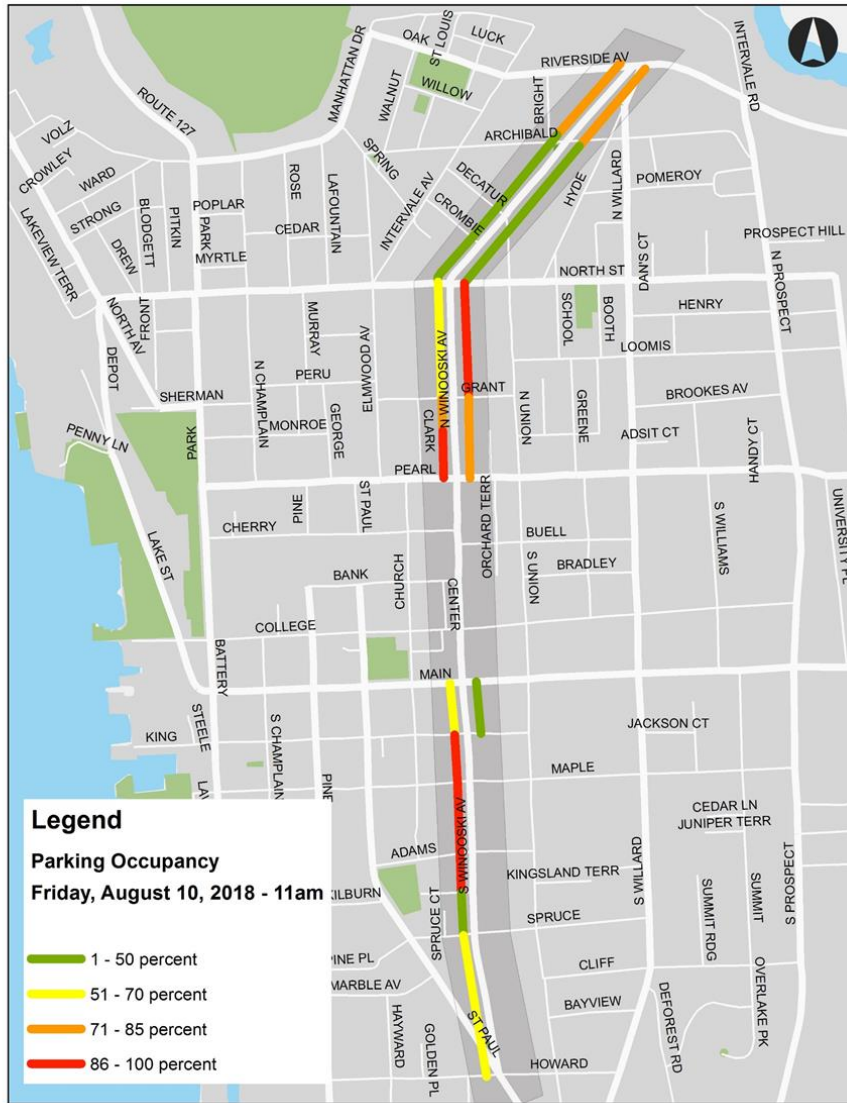 OAK
ST LOUIS
LUCK
MANHATTAN DR
WALNUT
WILLOW
RIVERSIDE AV
INTERVALE RD
ROUTE 127
BRIGHT
VOLZ
CROWLEY
WARD
ROSE
LAFOUNTAIN
SPRING
ARCHIBALD
DECATUR
INTERVALE AV
HYDE
N WILLARD
POMEROY
STRONG
BLODGETT
PITKIN
POPLAR
PARK
CEDAR
CROMBIE
LAKEVIEW TERR
DREW
MYRTLE
DAN'S CT
PROSPECT HILL
N PROSPECT
NORTH ST
NORTH AV
FRONT
MURRAY
ELMWOOD AV
N WINOOSKI AV
SCHOOL
BOOTH
HENRY
LOOMIS
DEPOT
N CHAMPLAIN
PERU
SHERMAN
GRANT
N UNION
GREENE
BROOKES AV
MONROE
GEORGE
CLARK
ADSIT CT
HANDY CT
PENNY LN
PARK
PEARL
ST PAUL
PINE
ORCHARD TERR
CHERRY
BUELL
S WILLIAMS
UNIVERSITY PL
LAKE ST
BRADLEY
CHURCH
BANK
CENTER
S UNION
COLLEGE
BATTERY
MAIN
STEELE
S CHAMPLAIN
KING
JACKSON CT
MAPLE
PINE
S WINOOSKI AV
CEDAR LN
JUNIPER TERR
ADAMS
KINGSLAND TERR
S WILLARD
S PROSPECT
KILBURN
SPRUCE CT
SPRUCE
SUMMIT RDG
SUMMIT
PINE PL
CLIFF
MARBLE AV
BAYVIEW
OVERLAKE PK
HAYWARD
GOLDEN PL
ST PAUL
DEFOREST RD
HOWARD
Legend
Parking Occupancy
Friday, August 10, 2018 - 11am
1 - 50 percent
51 - 70 percent
71 - 85 percent
86 - 100 percent